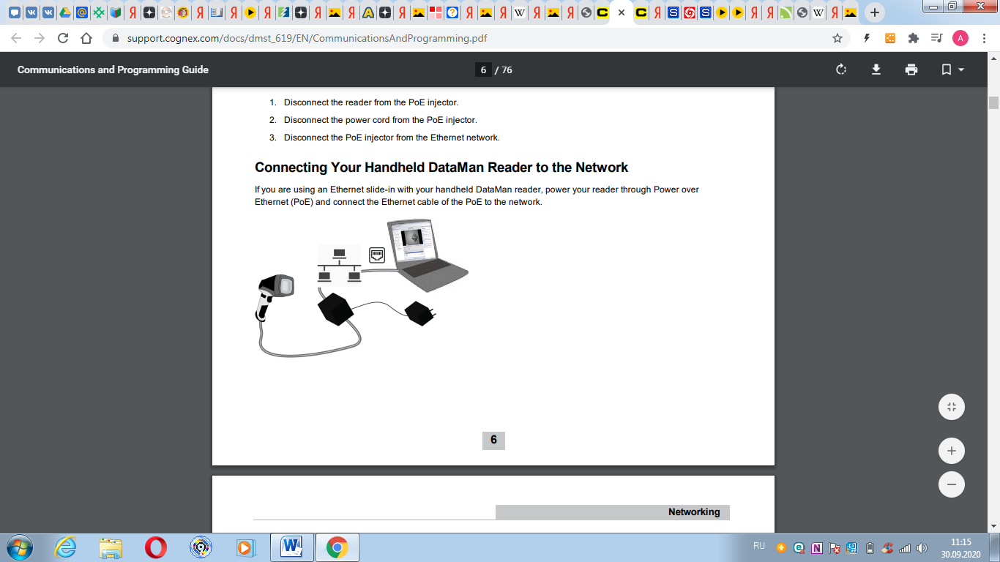 support.cognex.com/docs/dmst_619/EN/CommunicationsAndProgramming.pdf
Communications and Programming Guide
6 / 76
1. Disconnect the reader from the PoE injector.
2. Disconnect the power cord from the PoE injector.
3. Disconnect the PoE injector from the Ethernet network.
Connecting Your Handheld DataMan Reader to the Network
If you are using an Ethernet slide-in with your handheld DataMan reader, power your reader through Power over
Ethernet (PoE) and connect the Ethernet cable of the PoE to the network.
6
Networking
RU
11:15
30.09.2020